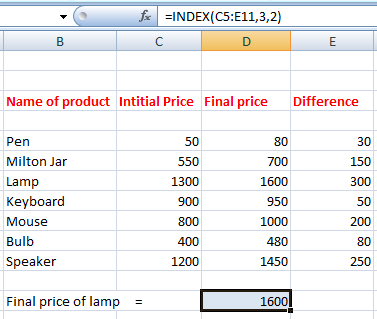 fx =INDEX(C5:E11,3,2)
B C D E
Name of product Intitial Price Final price Difference
Pen 50 80 30
Milton Jar 550 700 150
Lamp 1300 1600 300
Keyboard 900 950 50
Mouse 800 1000 200
Bulb 400 480 80
Speaker 1200 1450 250
Final price of lamp = 1600